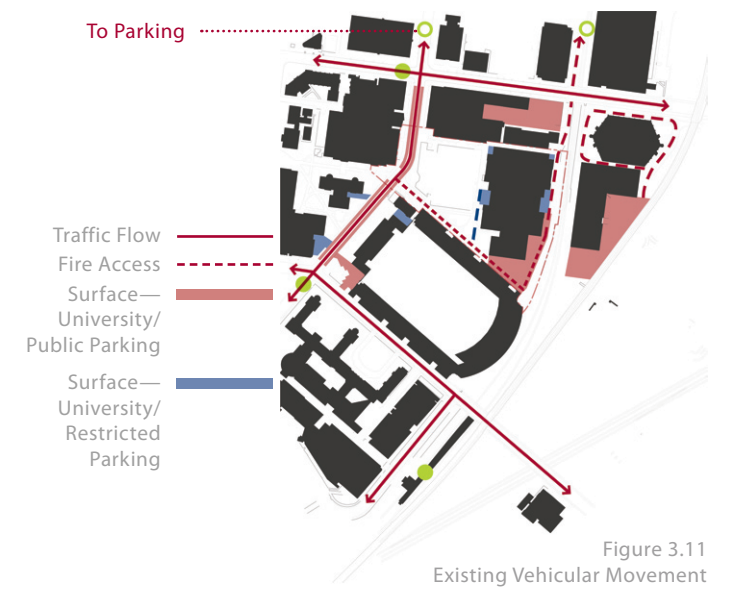 To Parking
Traffic Flow
Fire Access
Surface—
University/
Public Parking
Surface—
University/
Restricted
Parking
Figure 3.11
Existing Vehicular Movement